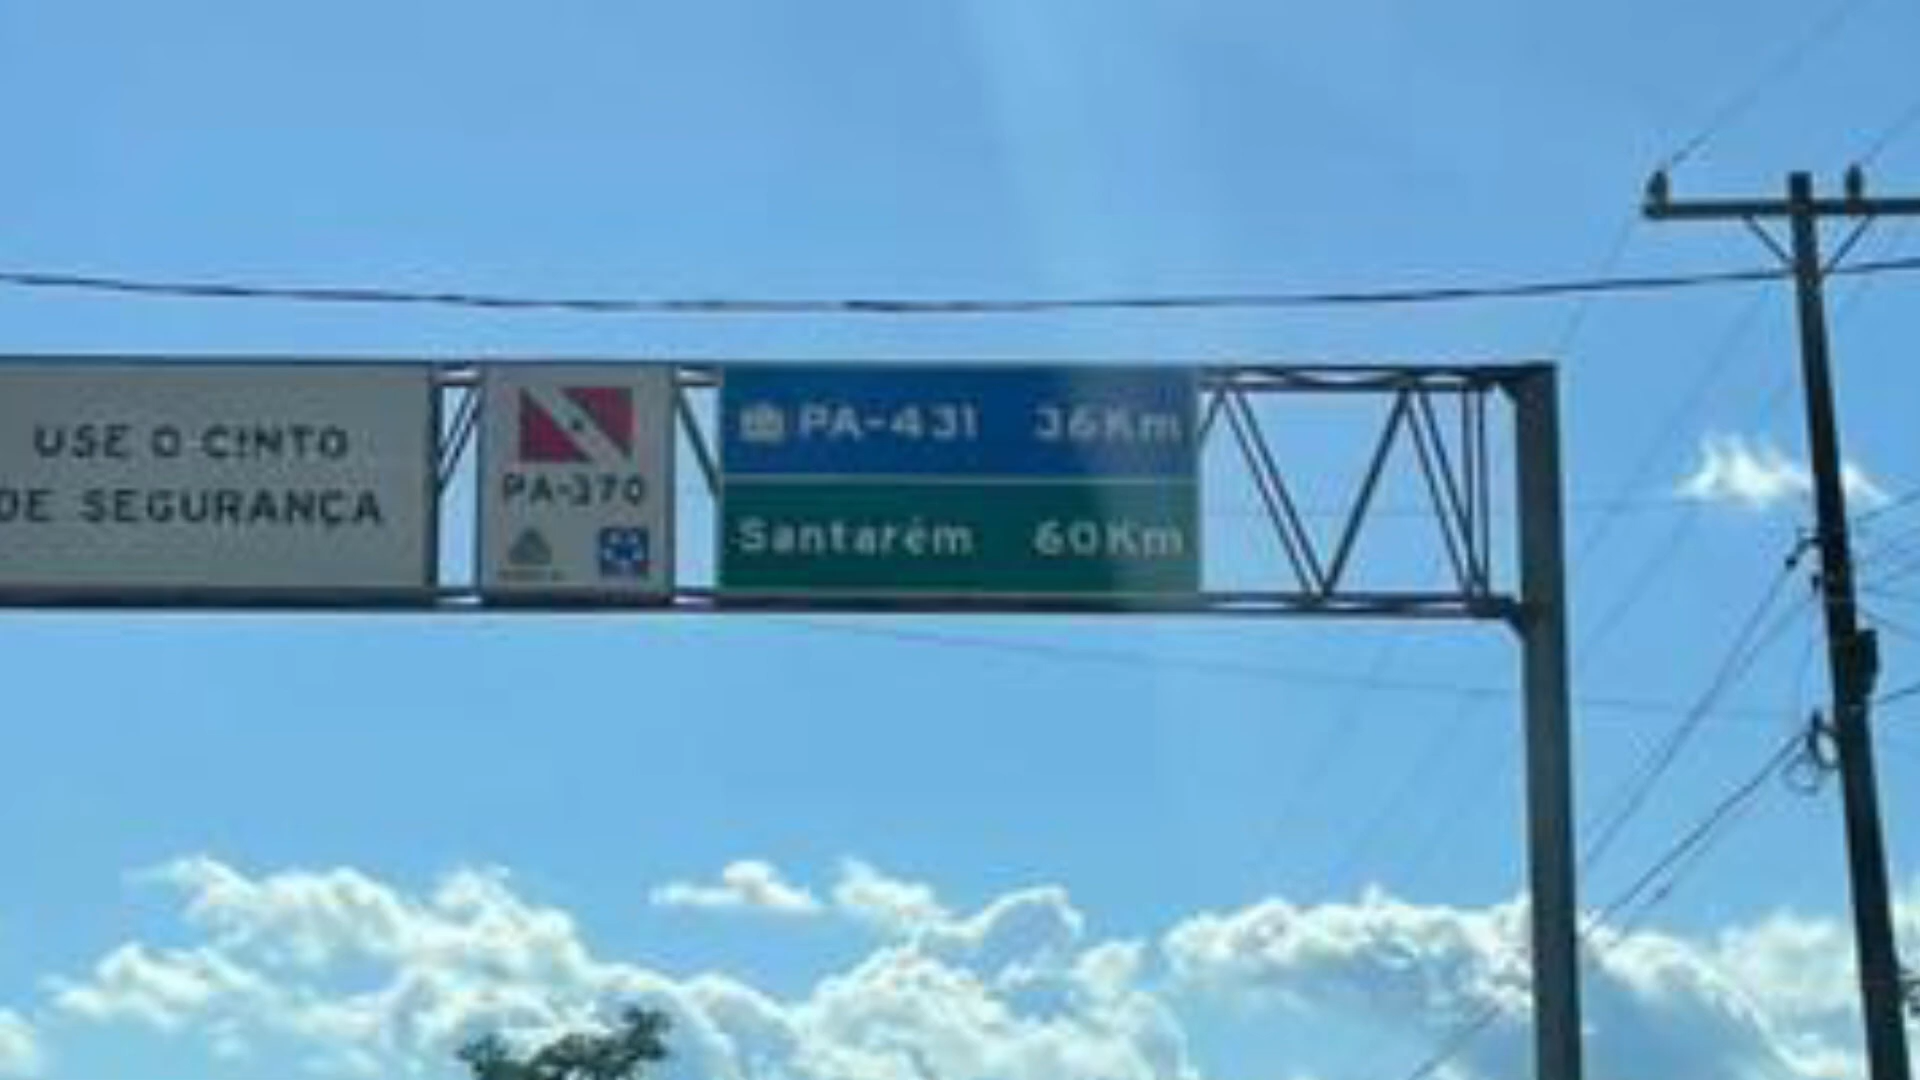 USE O CINTO
DE SEGURANÇA
PA-370
PA-431 36Km
Santarém 60Km